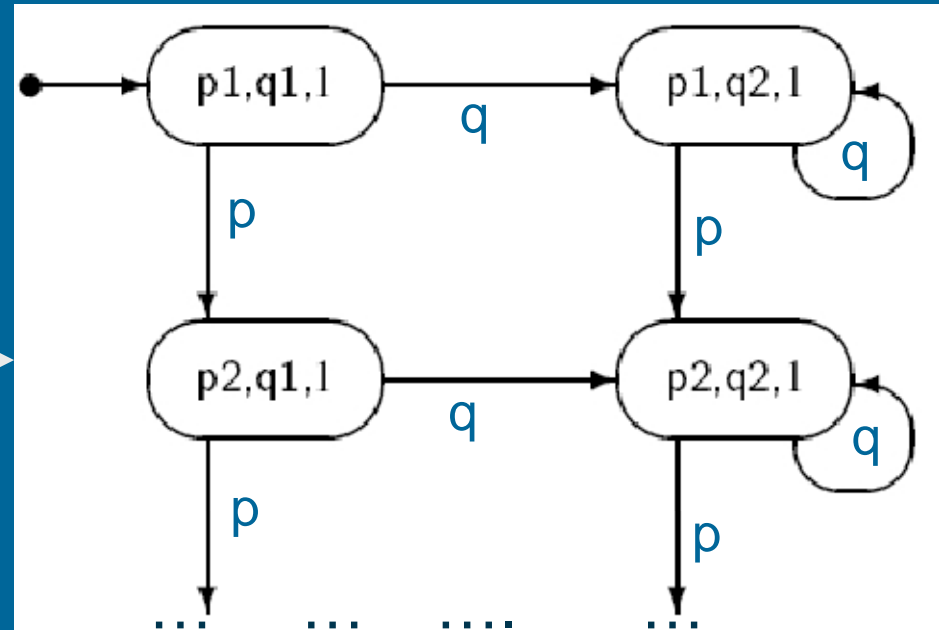 p1,q1,1 p1,q2,1
q
q
p p
p2,q1,1 p2,q2,1
q
q
p p
... ... .... ...